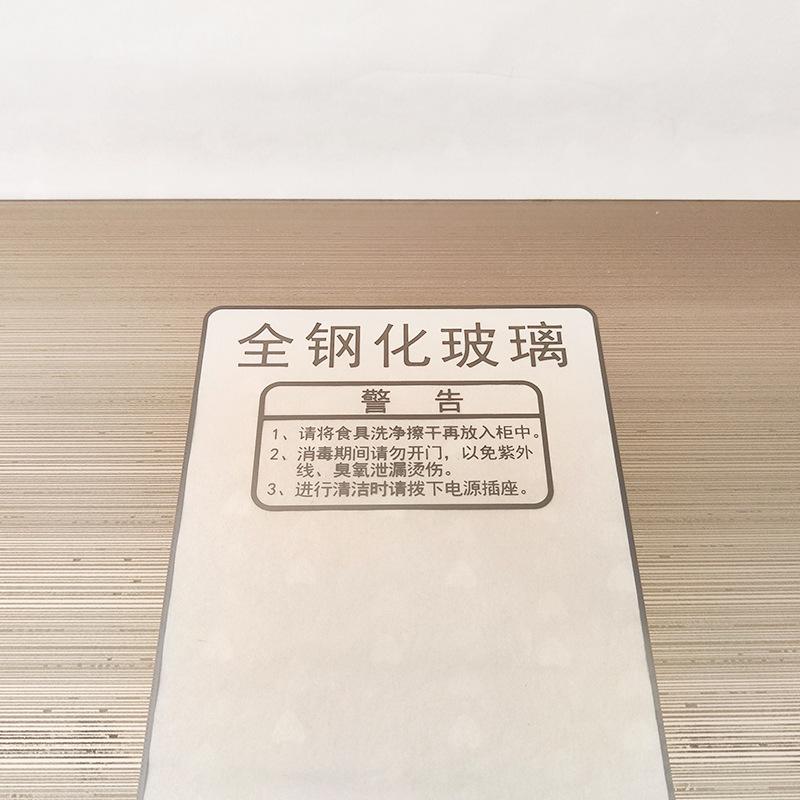 全钢化玻璃
警 告
1、请将食具洗净擦干再放入柜中。
2、消毒期间请勿开门，以免紫外
线、臭氧泄漏烫伤。
3、进行清洁时请拨下电源插座。